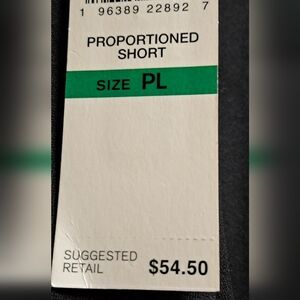 1 96389 22892 7
PROPORTIONED
SHORT
SIZE PL
SUGGESTED
RETAIL $54.50